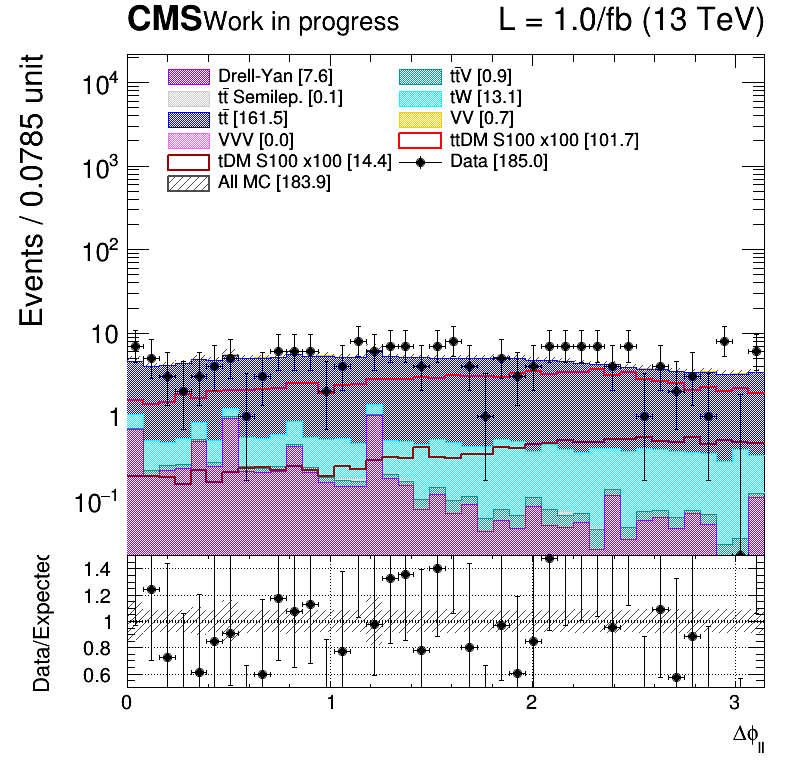 CMS Work in progress L = 1.0/fb (13 TeV)
Events / 0.0785 unit
10⁴
10³
10²
10
1
10⁻¹
Drell-Yan [7.6]
tt̄V [0.9]
tt̄ Semilep. [0.1]
tW [13.1]
tt̄ [161.5]
VV [0.7]
VVV [0.0]
ttDM S100 x100 [101.7]
tDM S100 x100 [14.4]
Data [185.0]
All MC [183.9]
Data/Expected
1.4
1.2
1
0.8
0.6
0 1 2 3
Δϕ_ll